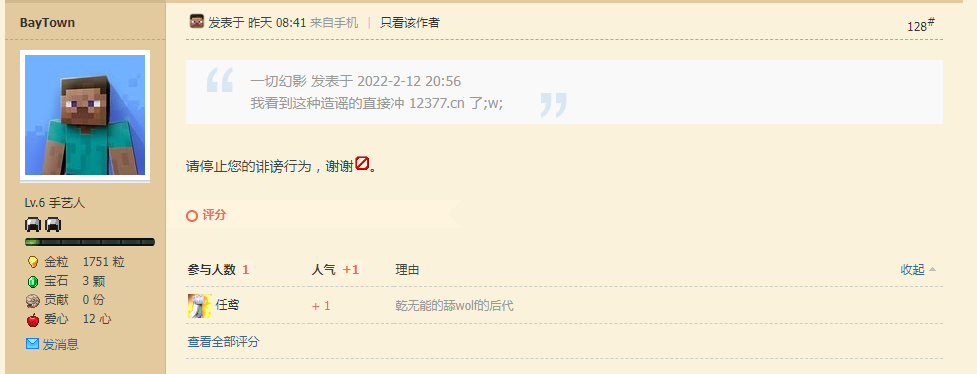 BayTown
发表于 昨天 08:41 来自手机 | 只看该作者
128#
一切幻影 发表于 2022-2-12 20:56
我看到这种造谣的直接冲 12377.cn 了;w;
请停止您的诽谤行为，谢谢。
Lv.6 手艺人
金粒 1751 粒
宝石 3 颗
贡献 0 份
爱心 12 心
发消息
评分
参与人数 1 人气 +1 理由 收起
任鸢 + 1 乾无能的舔wolf的后代
查看全部评分